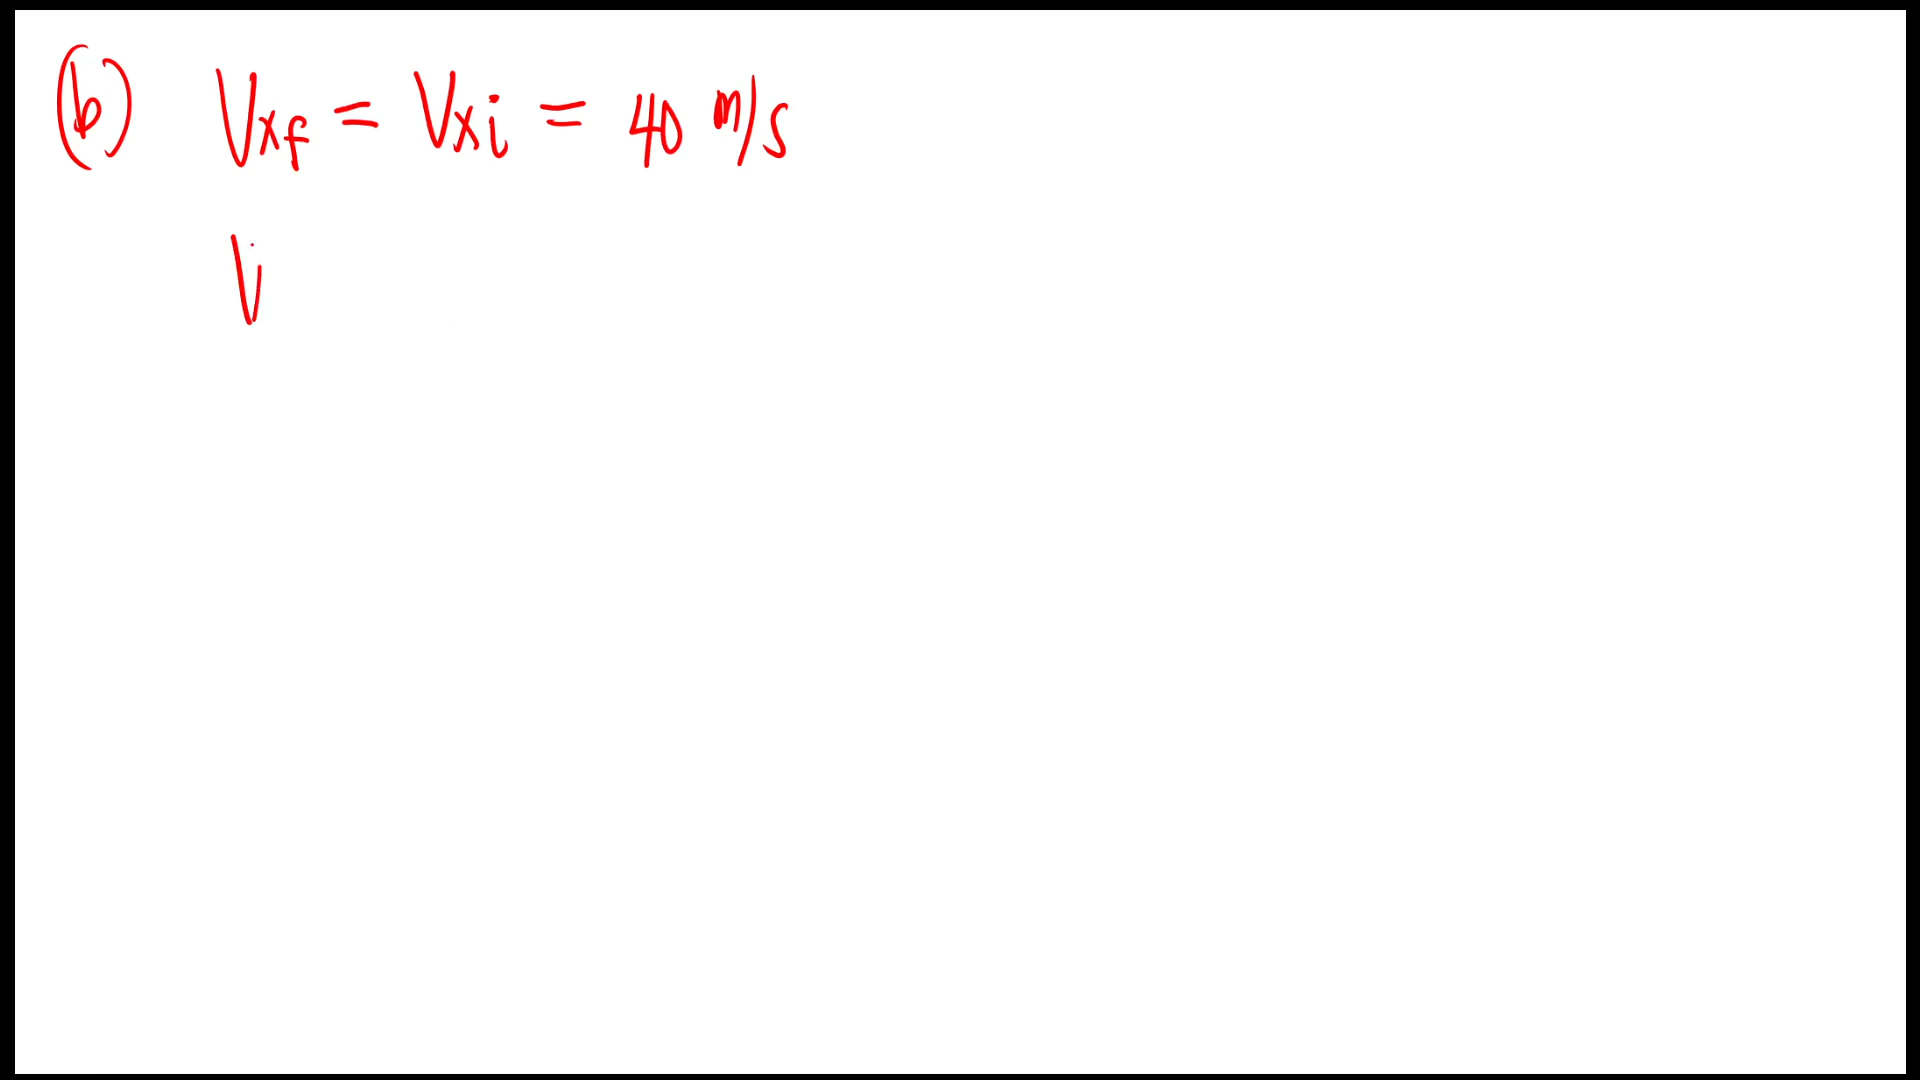 (b) Vxf = Vxi = 40 m/s
V